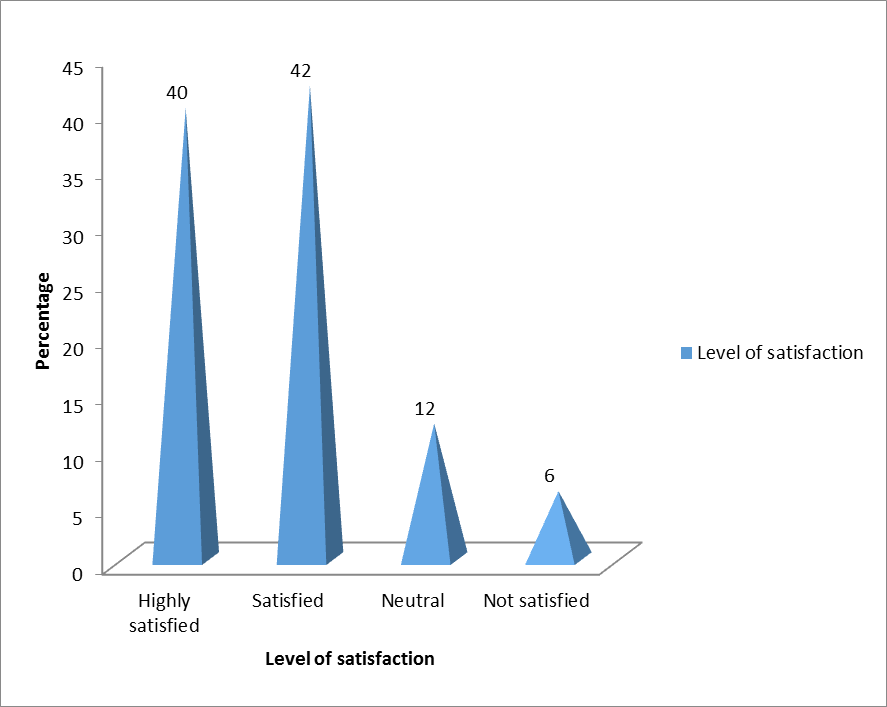 45
40
35
30
25
20
15
10
5
0
Percentage
40
42
12
6
Highly
satisfied
Satisfied
Neutral
Not satisfied
Level of satisfaction
Level of satisfaction